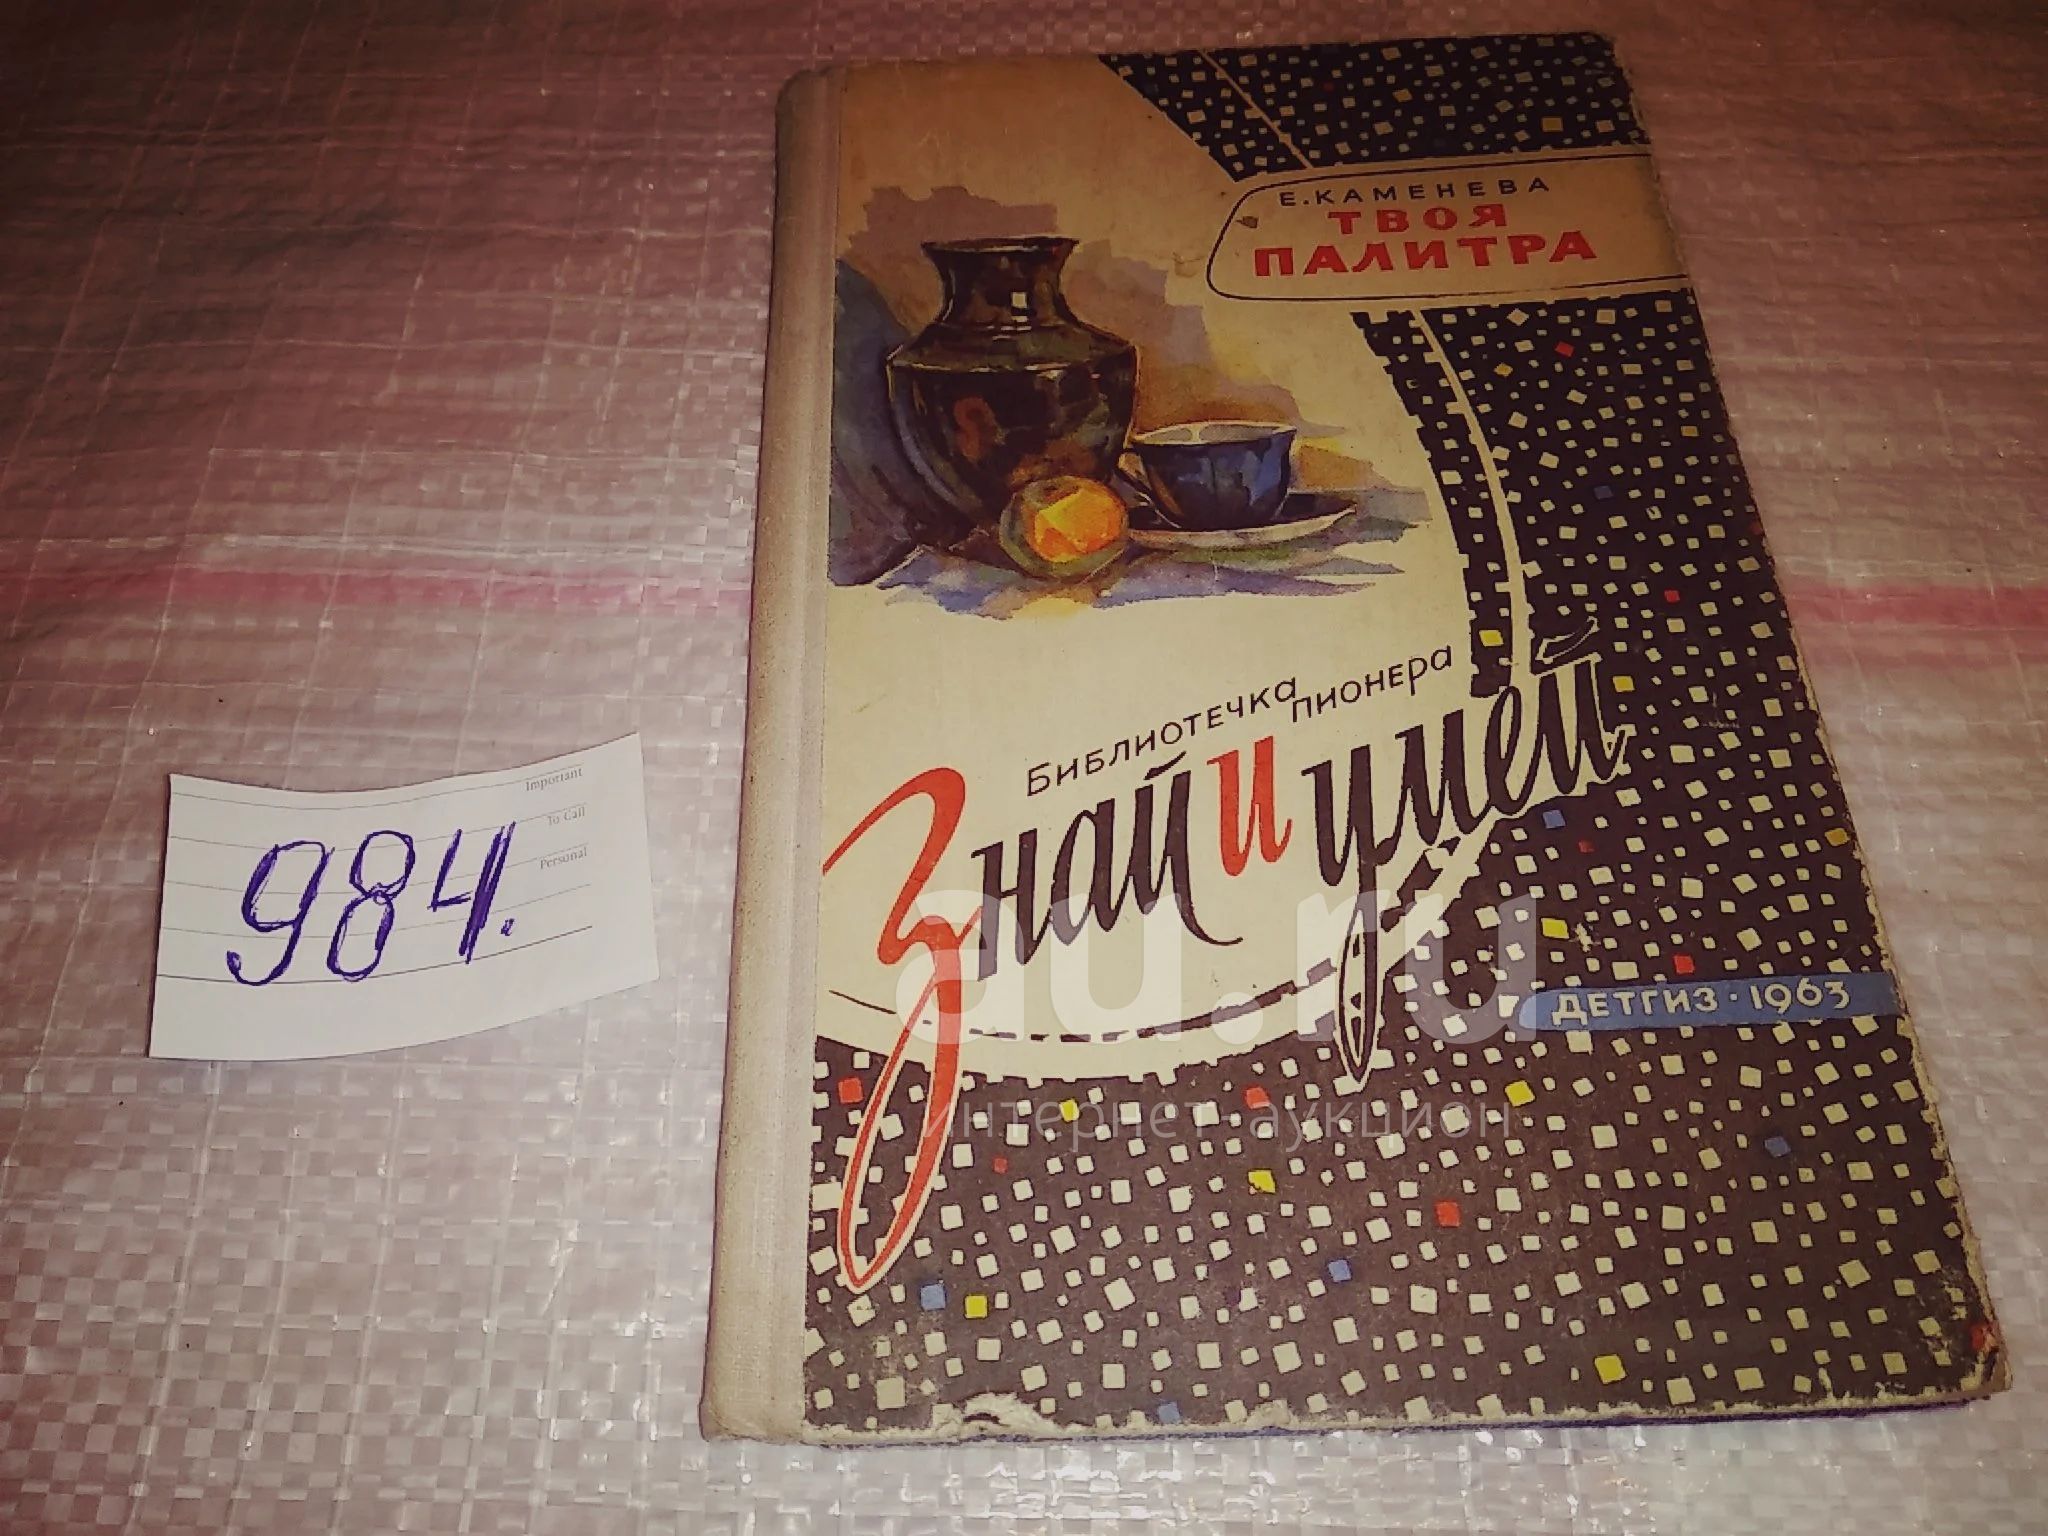 Е. КАМЕНЕВА
ТВОЯ
ПАЛИТРА
Библиотечка
пионера
Знай и умей
ДЕТГИЗ · 1963
Important
To Call
Personal
984.
au.ru
интернет-аукцион